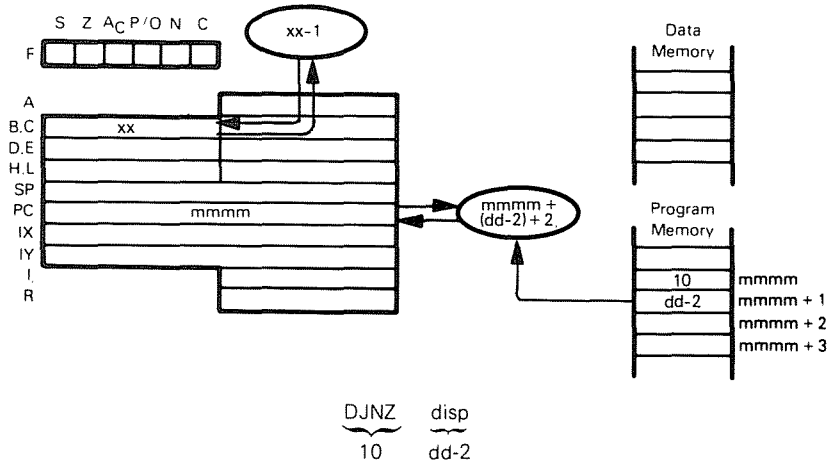 S Z AC P/O N C
F
xx-1
A
B.C xx
D.E
H.L
SP
PC mmmm
IX
IY
I.
R
mmmm +
(dd-2)+2.
Data
Memory
Program
Memory
10 mmmm
dd-2 mmmm + 1
mmmm + 2
mmmm + 3
DJNZ disp
10 dd-2